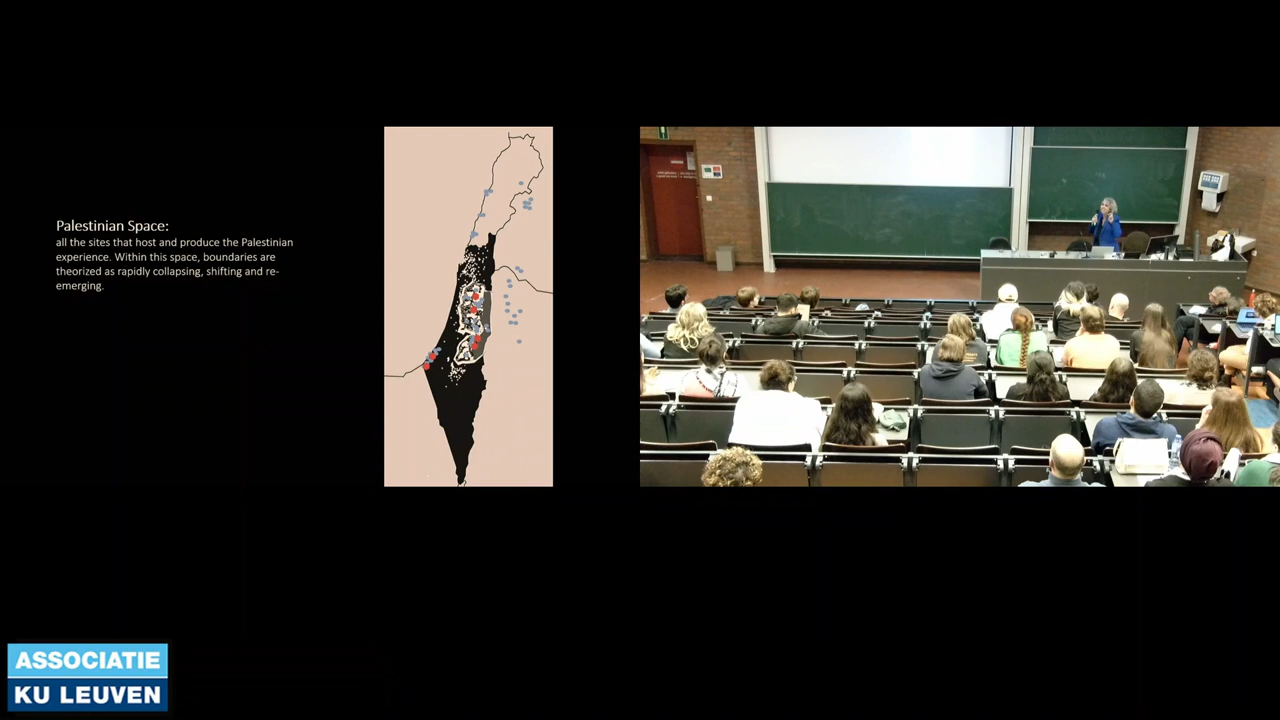 Palestinian Space:
all the sites that host and produce the Palestinian
experience. Within this space, boundaries are
theorized as rapidly collapsing, shifting and re-
emerging.
ASSOCIATIE
KU LEUVEN